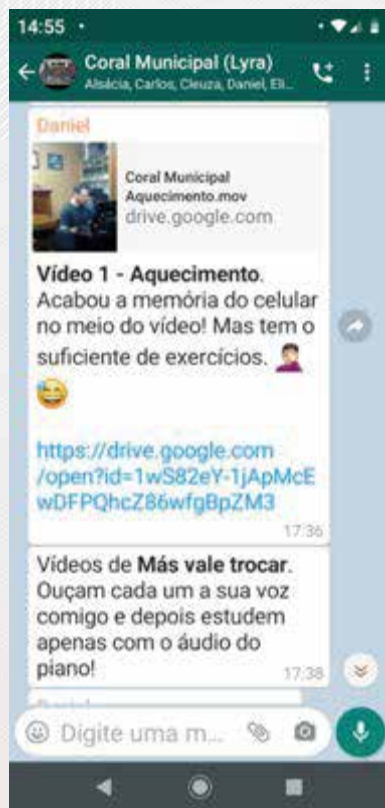 14:55
Coral Municipal (Lyra)
Alsácia, Carlos, Cleuza, Daniel, Eli...
Daniel
Coral Municipal
Aquecimento.mov
drive.google.com
Vídeo 1 - Aquecimento.
Acabou a memória do celular
no meio do vídeo! Mas tem o
suficiente de exercícios.
https://drive.google.com
/open?id=1wS82eY-1jApMcE
wDFPQhcZ86wfgBpZM3
17:36
Vídeos de Más vale trocar.
Ouçam cada um a sua voz
comigo e depois estudem
apenas com o áudio do
piano!
17:38
Daniel
Digite uma m...